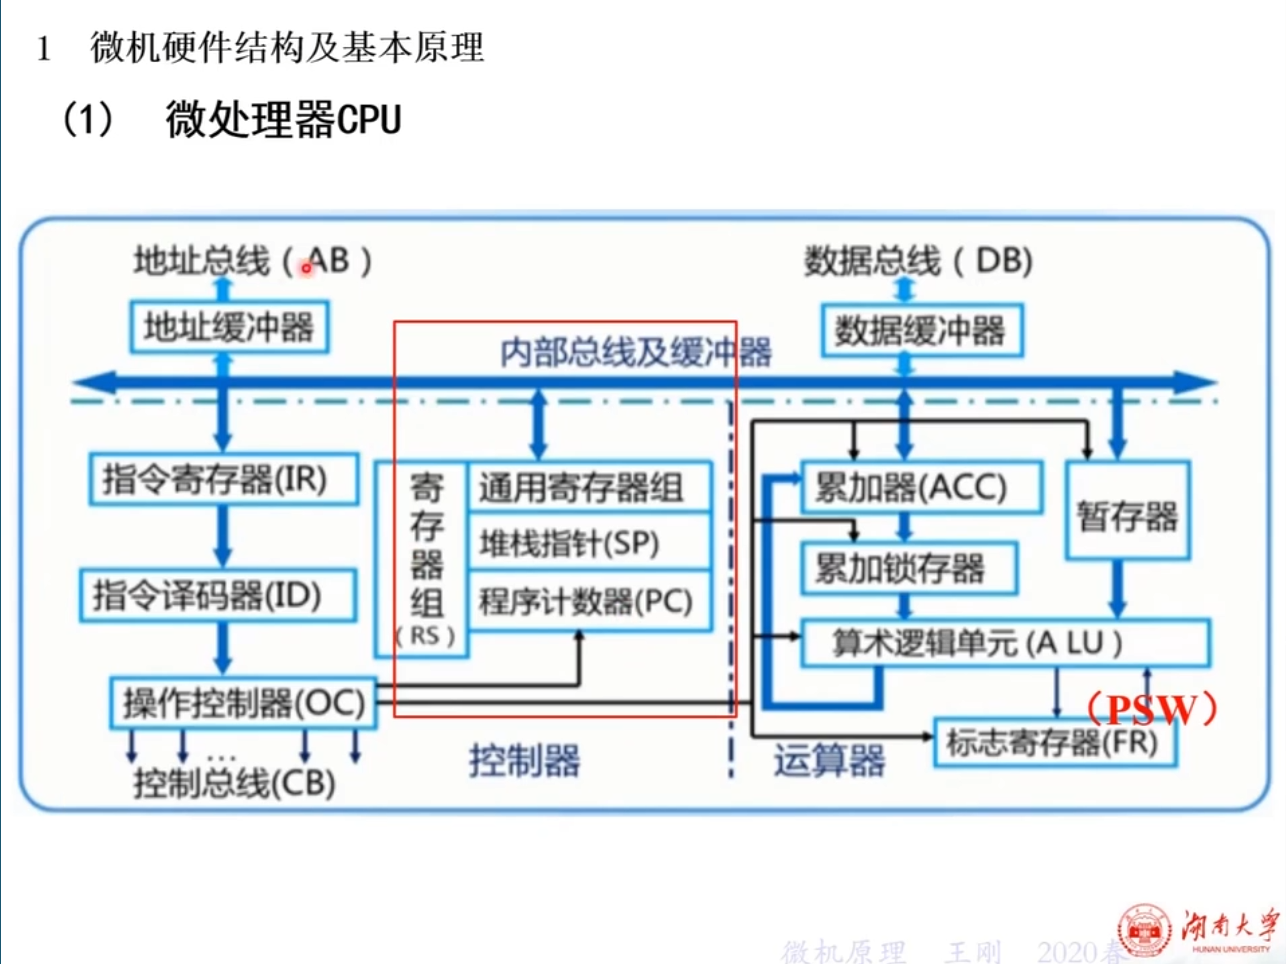 1 微机硬件结构及基本原理
(1) 微处理器CPU
地址总线（AB）
数据总线（DB)
地址缓冲器
数据缓冲器
内部总线及缓冲器
指令寄存器(IR)
寄存器组
（RS）
通用寄存器组
堆栈指针(SP)
程序计数器(PC)
累加器(ACC)
暂存器
累加锁存器
指令译码器(ID)
算术逻辑单元(A LU)
操作控制器(OC)
（PSW）
标志寄存器(FR)
...
控制总线(CB)
控制器
运算器
湖南大学
HUNAN UNIVERSITY
微机原理 王刚 2020春